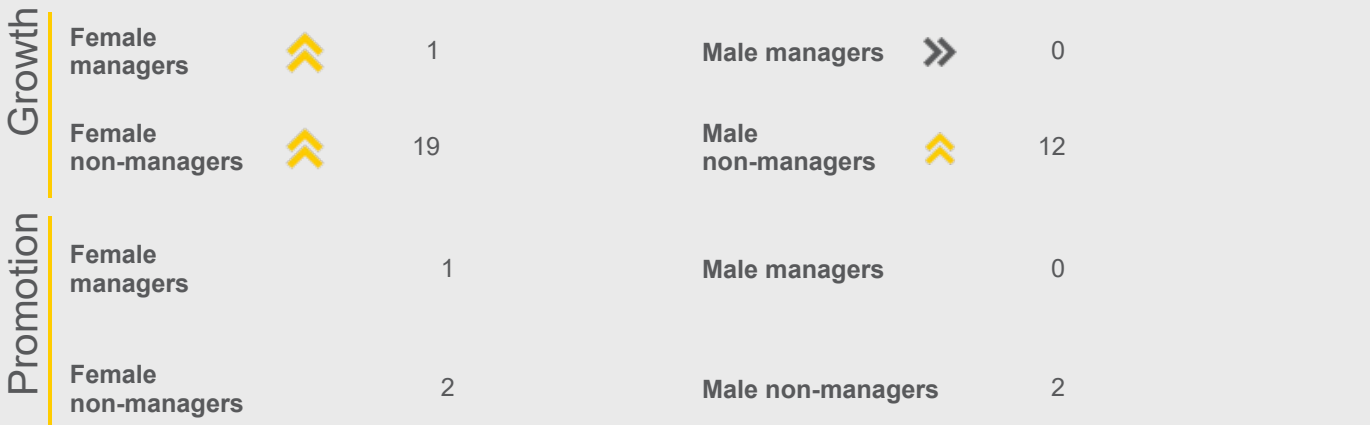 Growth
Female
managers
1
Male managers
0
Female
non-managers
19
Male
non-managers
12
Promotion
Female
managers
1
Male managers
0
Female
non-managers
2
Male non-managers
2